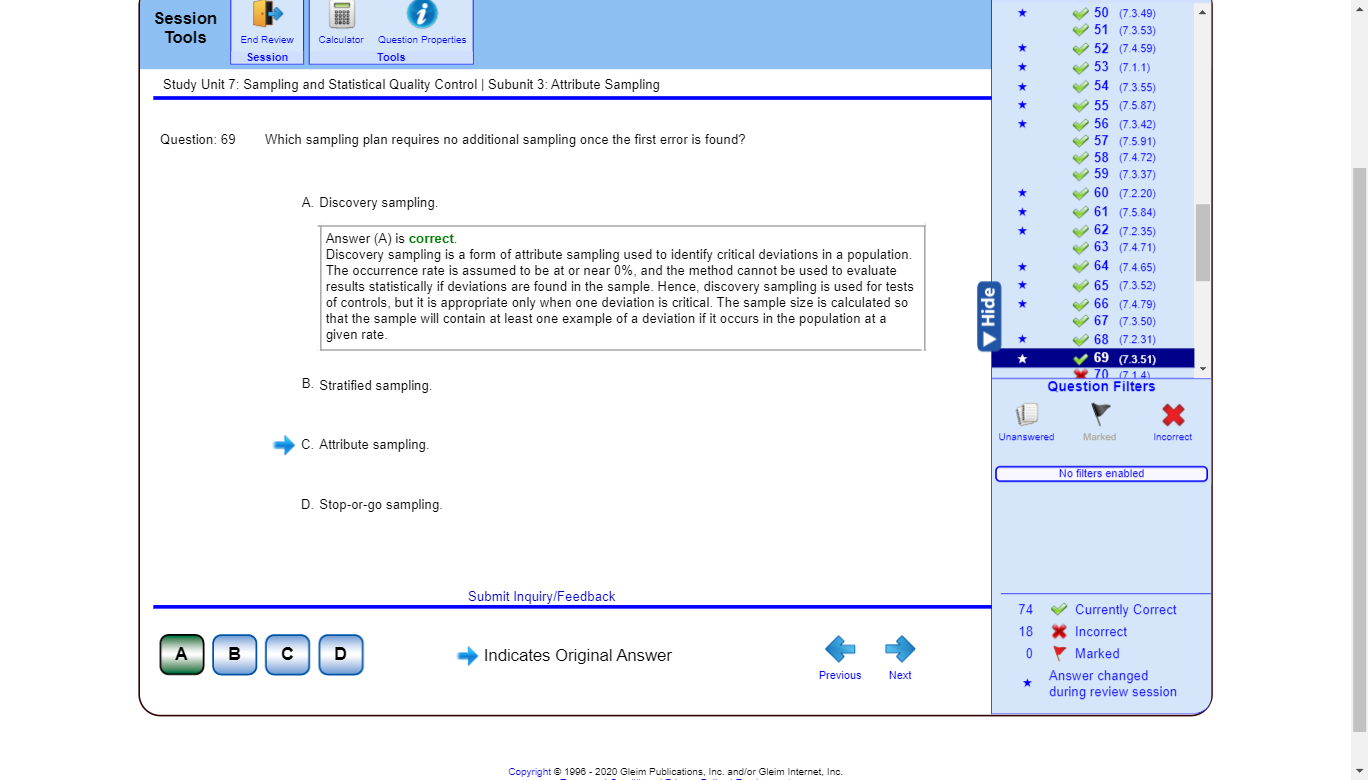 Session
Tools
End Review
Session
Calculator
Question Properties
Tools
Study Unit 7: Sampling and Statistical Quality Control | Subunit 3: Attribute Sampling
Question: 69
Which sampling plan requires no additional sampling once the first error is found?
A. Discovery sampling.
Answer (A) is correct.
Discovery sampling is a form of attribute sampling used to identify critical deviations in a population.
The occurrence rate is assumed to be at or near 0%, and the method cannot be used to evaluate
results statistically if deviations are found in the sample. Hence, discovery sampling is used for tests
of controls, but it is appropriate only when one deviation is critical. The sample size is calculated so
that the sample will contain at least one example of a deviation if it occurs in the population at a
given rate.
B. Stratified sampling.
C. Attribute sampling.
D. Stop-or-go sampling.
Submit Inquiry/Feedback
A
B
C
D
Indicates Original Answer
Previous
Next
50 (7.3.49)
51 (7.3.53)
52 (7.4.59)
53 (7.1.1)
54 (7.3.55)
55 (7.5.87)
56 (7.3.42)
57 (7.5.91)
58 (7.4.72)
59 (7.3.37)
60 (7.2.20)
61 (7.5.84)
62 (7.2.35)
63 (7.4.71)
64 (7.4.65)
65 (7.3.52)
66 (7.4.79)
67 (7.3.50)
68 (7.2.31)
69 (7.3.51)
70 (7.1.4)
Hide
Question Filters
Unanswered
Marked
Incorrect
No filters enabled
74 Currently Correct
18 Incorrect
0 Marked
Answer changed
during review session
Copyright © 1996 - 2020 Gleim Publications, Inc. and/or Gleim Internet, Inc.